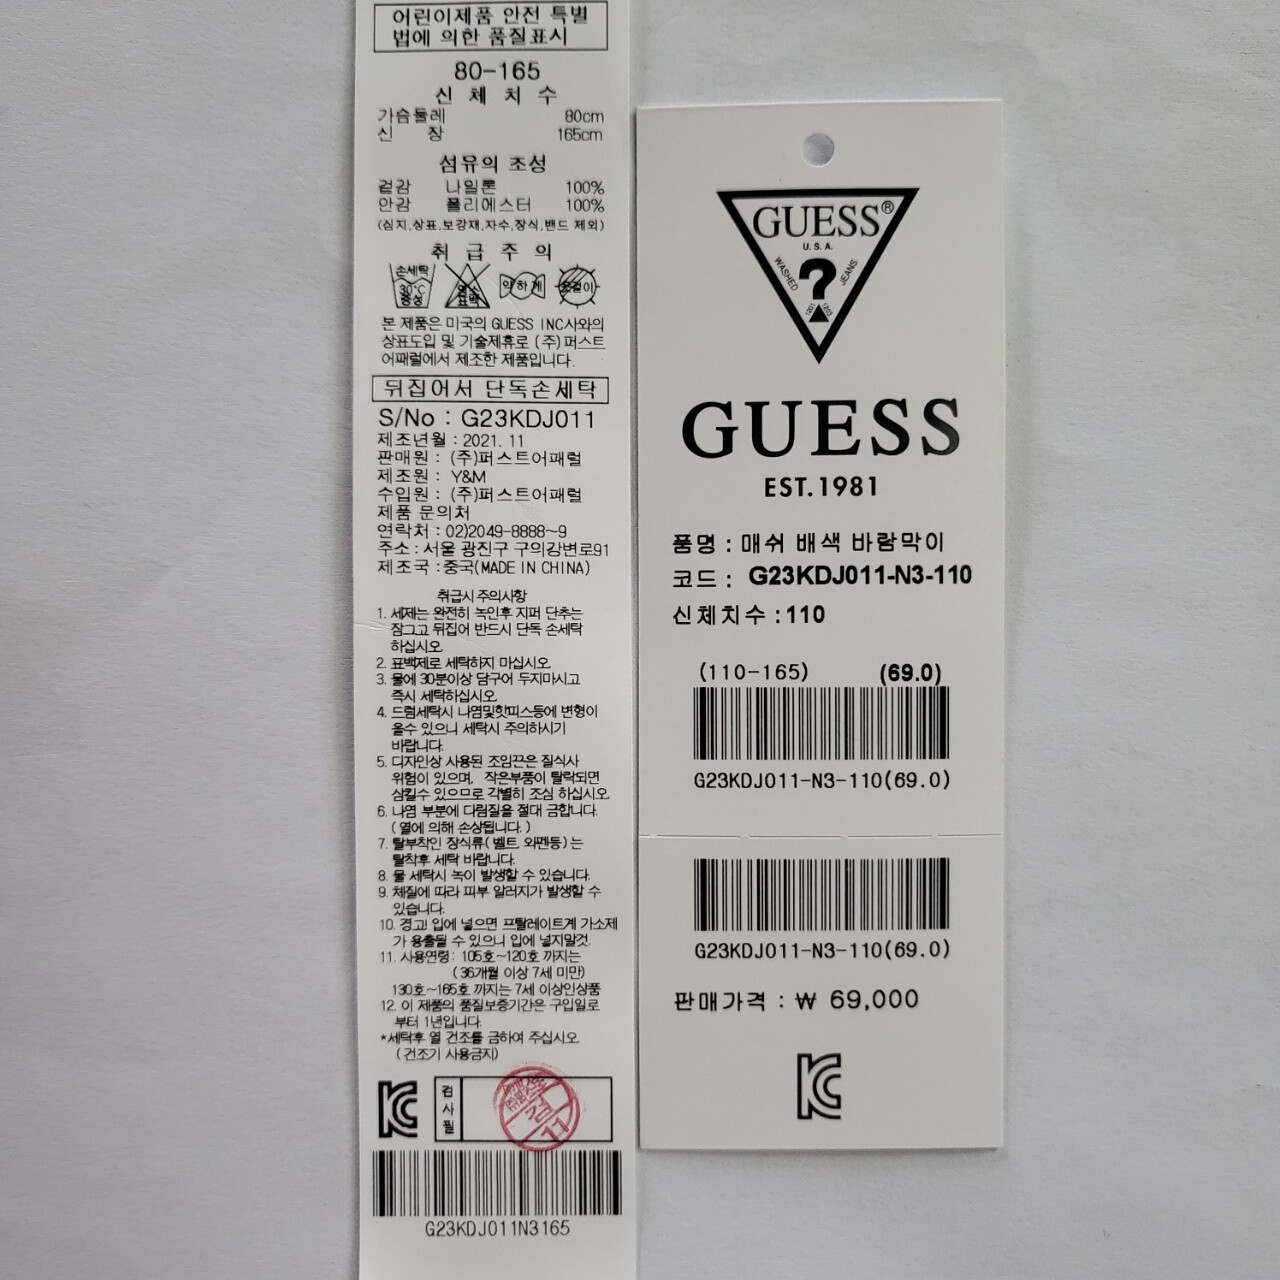 어린이제품 안전 특별
법에 의한 품질표시
80-165
신 체 치 수
가슴둘레 80cm
신 장 165cm
섬유의 조성
겉감 나일론 100%
안감 폴리에스터 100%
(심지,상표,보강재,자수,장식,밴드 제외)
취 급 주 의
손세탁 30℃ 중성
염소 표백
약하게
옷걸이
본 제품은 미국의 GUESS INC사와의
상표도입 및 기술제휴로 (주)퍼스트
어패럴에서 제조한 제품입니다.
뒤집어서 단독손세탁
S/No : G23KDJ011
제조년월 : 2021. 11
판매원 : (주)퍼스트어패럴
제조원 : Y&M
수입원 : (주)퍼스트어패럴
제품 문의처
연락처 : 02)2049-8888~9
주소 : 서울 광진구 구의강변로91
제조국 : 중국(MADE IN CHINA)
취급시 주의사항
1. 세제는 완전히 녹인후 지퍼 단추는
잠그고 뒤집어 반드시 단독 손세탁
하십시오.
2. 표백제로 세탁하지 마십시오.
3. 물에 30분이상 담구어 두지마시고
즉시 세탁하십시오.
4. 드럼세탁시 나염및핫피스등에 변형이
올수 있으니 세탁시 주의하시기
바랍니다.
5. 디자인상 사용된 조임끈은 질식사
위험이 있으며, 작은부품이 탈락되면
삼킬수 있으므로 각별히 조심 하십시오.
6. 나염 부분에 다림질을 절대 금합니다.
( 열에 의해 손상됩니다. )
7. 탈부착인 장식류( 벨트, 와펜등) 는
탈착후 세탁 바랍니다.
8. 물 세탁시 녹이 발생할 수 있습니다.
9. 체질에 따라 피부 알러지가 발생할 수
있습니다.
10. 경고! 입에 넣으면 프탈레이트계 가소제
가 용출될 수 있으니 입에 넣지말것.
11. 사용연령: 105호~120호 까지는
(36개월 이상 7세 미만)
130호~165호 까지는 7세 이상인상품
12. 이 제품의 품질보증기간은 구입일로
부터 1년입니다.
*세탁후 열 건조를 금하여 주십시오.
(건조기 사용금지)
KC
검사필
11
G23KDJ011N3165
GUESS®
U.S.A.
WASHED
?
JEANS
GUESS
EST.1981
품명 : 매쉬 배색 바람막이
코드 : G23KDJ011-N3-110
신체치수 : 110
(110-165) (69.0)
G23KDJ011-N3-110(69.0)
G23KDJ011-N3-110(69.0)
판매가격 : ₩ 69,000
KC